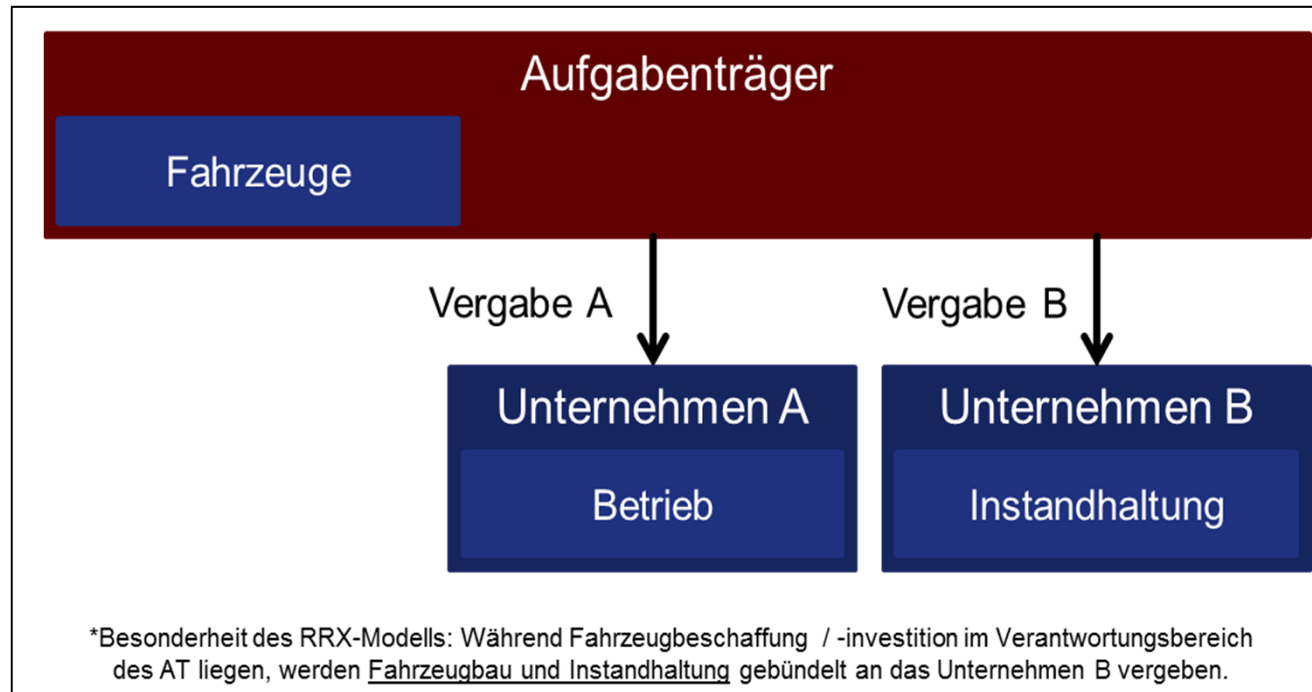 Aufgabenträger
Fahrzeuge
Vergabe A
Vergabe B
Unternehmen A
Unternehmen B
Betrieb
Instandhaltung
*Besonderheit des RRX-Modells: Während Fahrzeugbeschaffung / -investition im Verantwortungsbereich
des AT liegen, werden Fahrzeugbau und Instandhaltung gebündelt an das Unternehmen B vergeben.